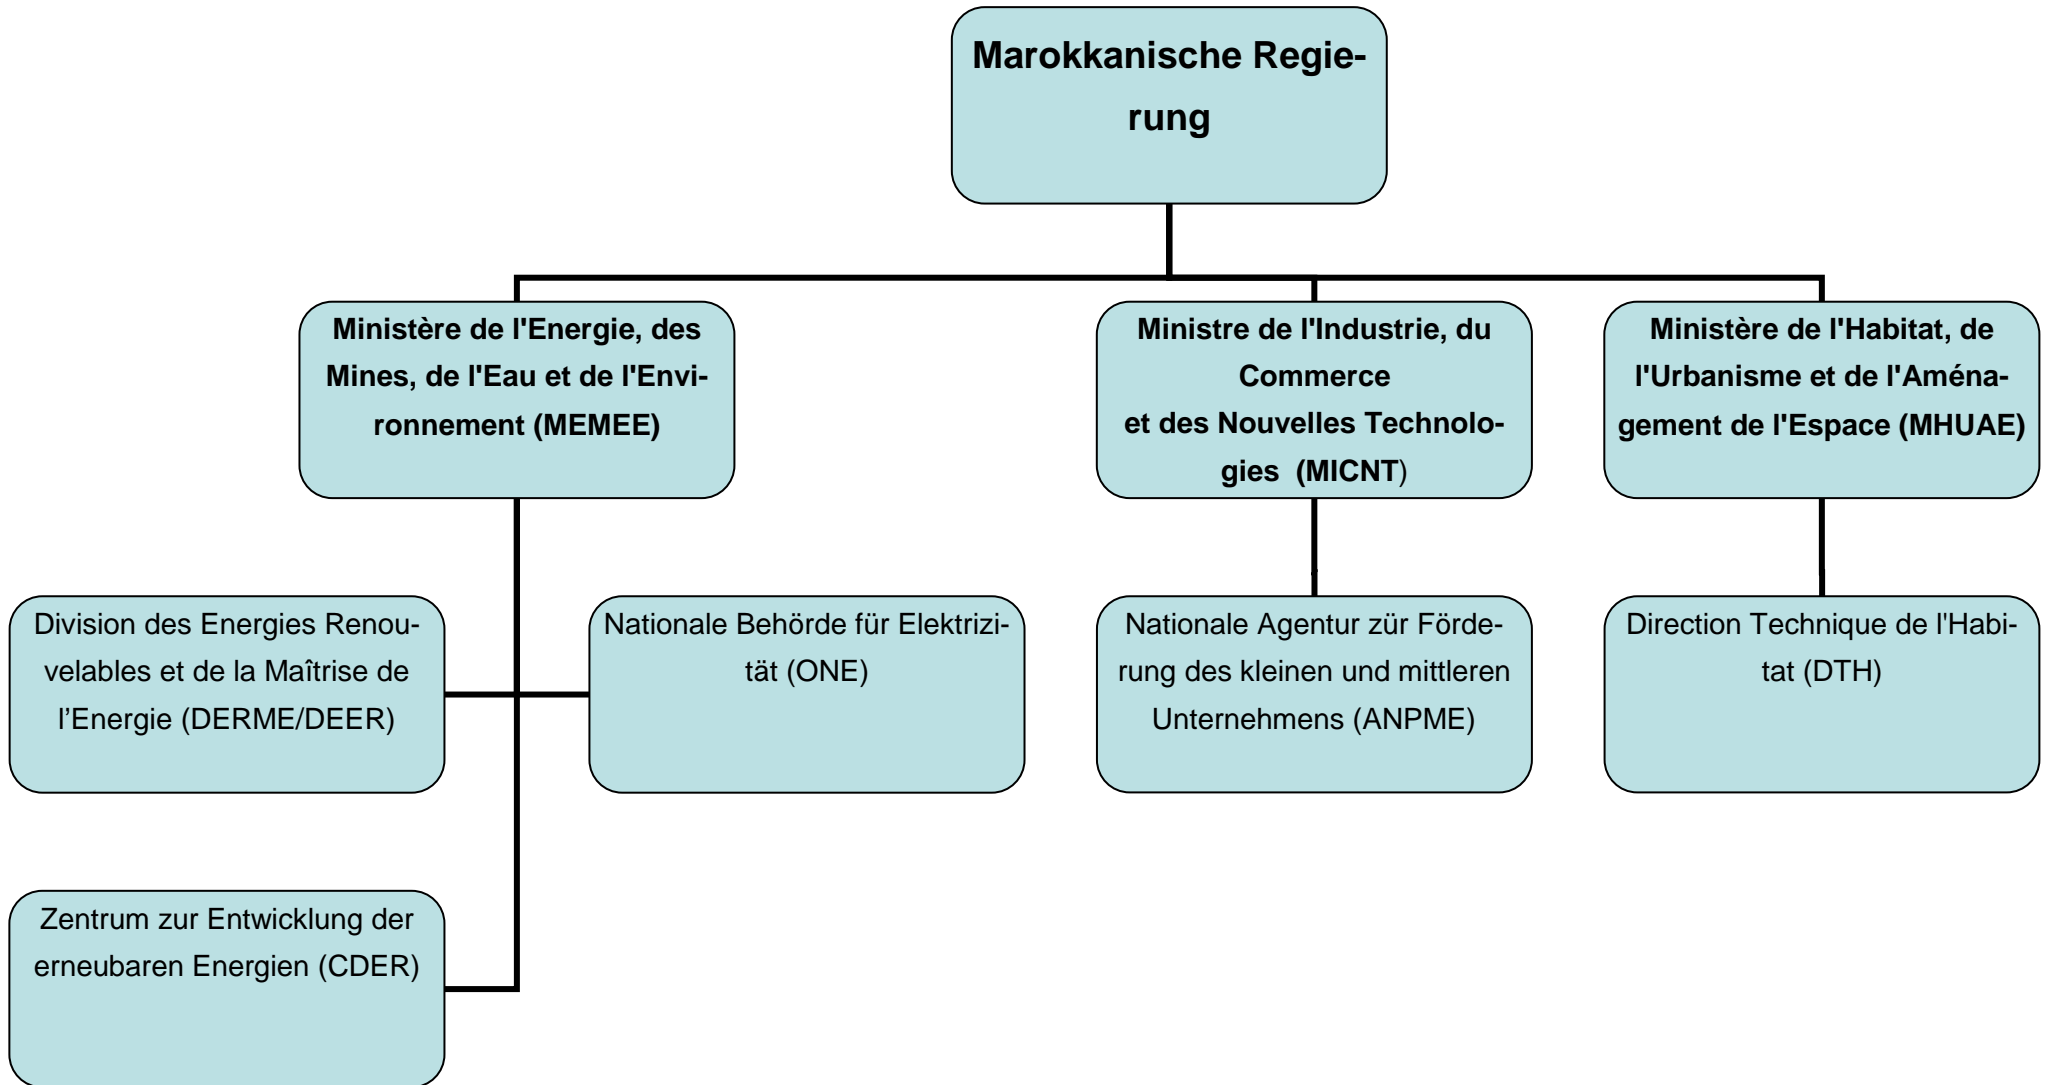 Marokkanische Regie-
rung
Ministère de l'Energie, des
Mines, de l'Eau et de l'Envi-
ronnement (MEMEE)
Ministre de l'Industrie, du
Commerce
et des Nouvelles Technolo-
gies  (MICNT)
Ministère de l'Habitat, de
l'Urbanisme et de l'Aména-
gement de l'Espace (MHUAE)
Division des Energies Renou-
velables et de la Maîtrise de
l’Energie (DERME/DEER)
Nationale Behörde für Elektrizi-
tät (ONE)
Nationale Agentur zür Förde-
rung des kleinen und mittleren
Unternehmens (ANPME)
Direction Technique de l'Habi-
tat (DTH)
Zentrum zur Entwicklung der
erneubaren Energien (CDER)